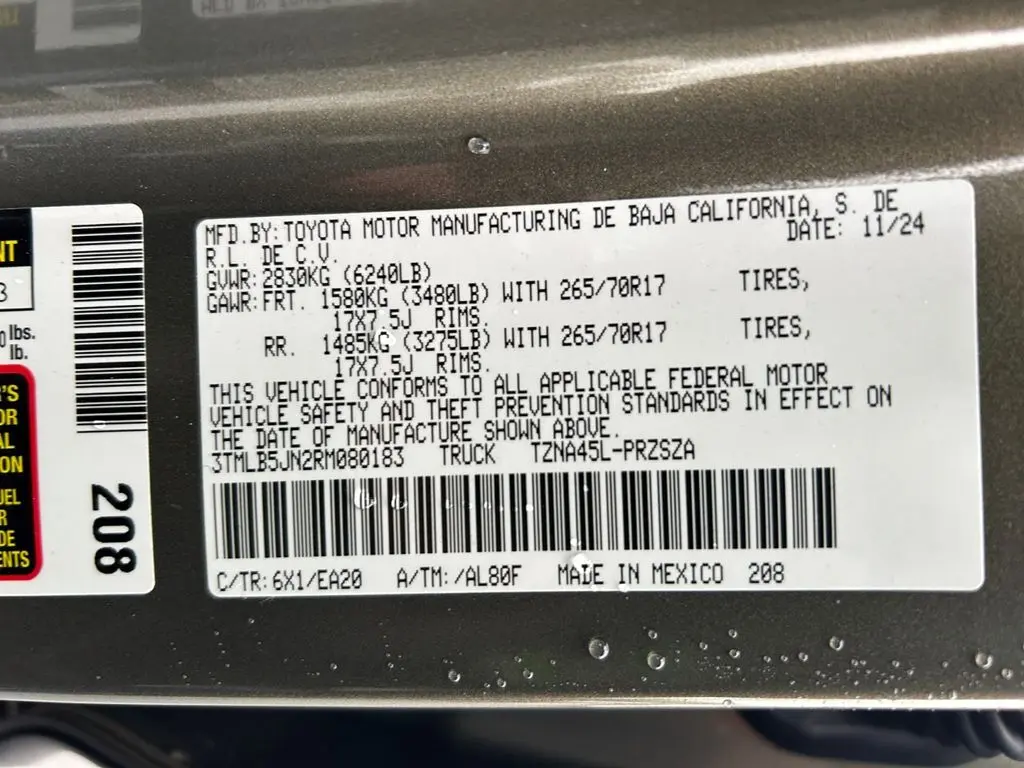 MFD.BY:TOYOTA MOTOR MANUFACTURING DE BAJA CALIFORNIA, S. DE
R.L. DE C.V. DATE: 11/24
GVWR:2830KG (6240LB)
GAWR:FRT. 1580KG (3480LB) WITH 265/70R17 TIRES,
17X7.5J RIMS.
RR. 1485KG (3275LB) WITH 265/70R17 TIRES,
17X7.5J RIMS.
THIS VEHICLE CONFORMS TO ALL APPLICABLE FEDERAL MOTOR
VEHICLE SAFETY AND THEFT PREVENTION STANDARDS IN EFFECT ON
THE DATE OF MANUFACTURE SHOWN ABOVE.
3TMLB5JN2RM080183 TRUCK TZNA45L-PRZSZA
C/TR:6X1/EA20 A/TM:/AL80F MADE IN MEXICO 208
lbs.
lb.
208